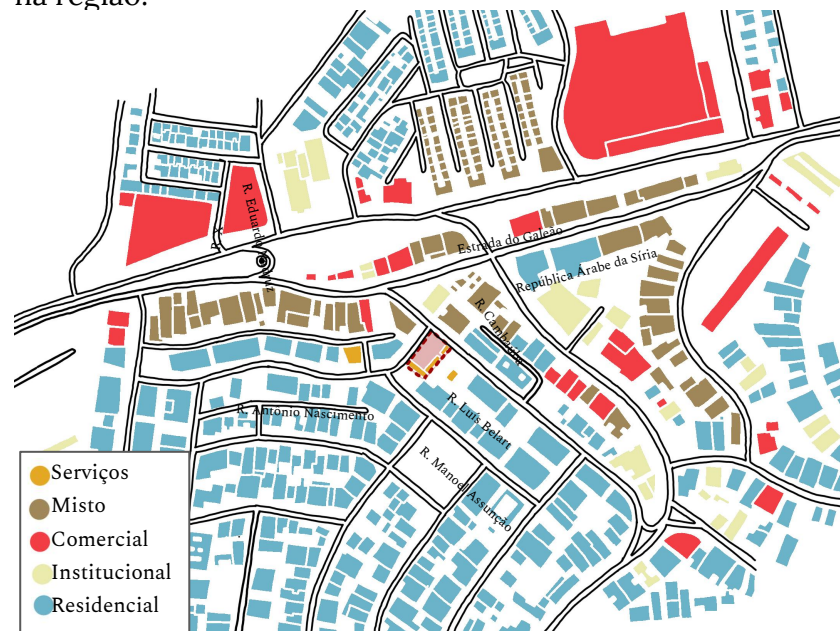 na região.
R. Eduardo
Estrada do Galeão
República Árabe da Síria
R. Cambaúba
R. Luís Belart
R. Antonio Nascimento
R. Manoel Assunção
Serviços
Misto
Comercial
Institucional
Residencial